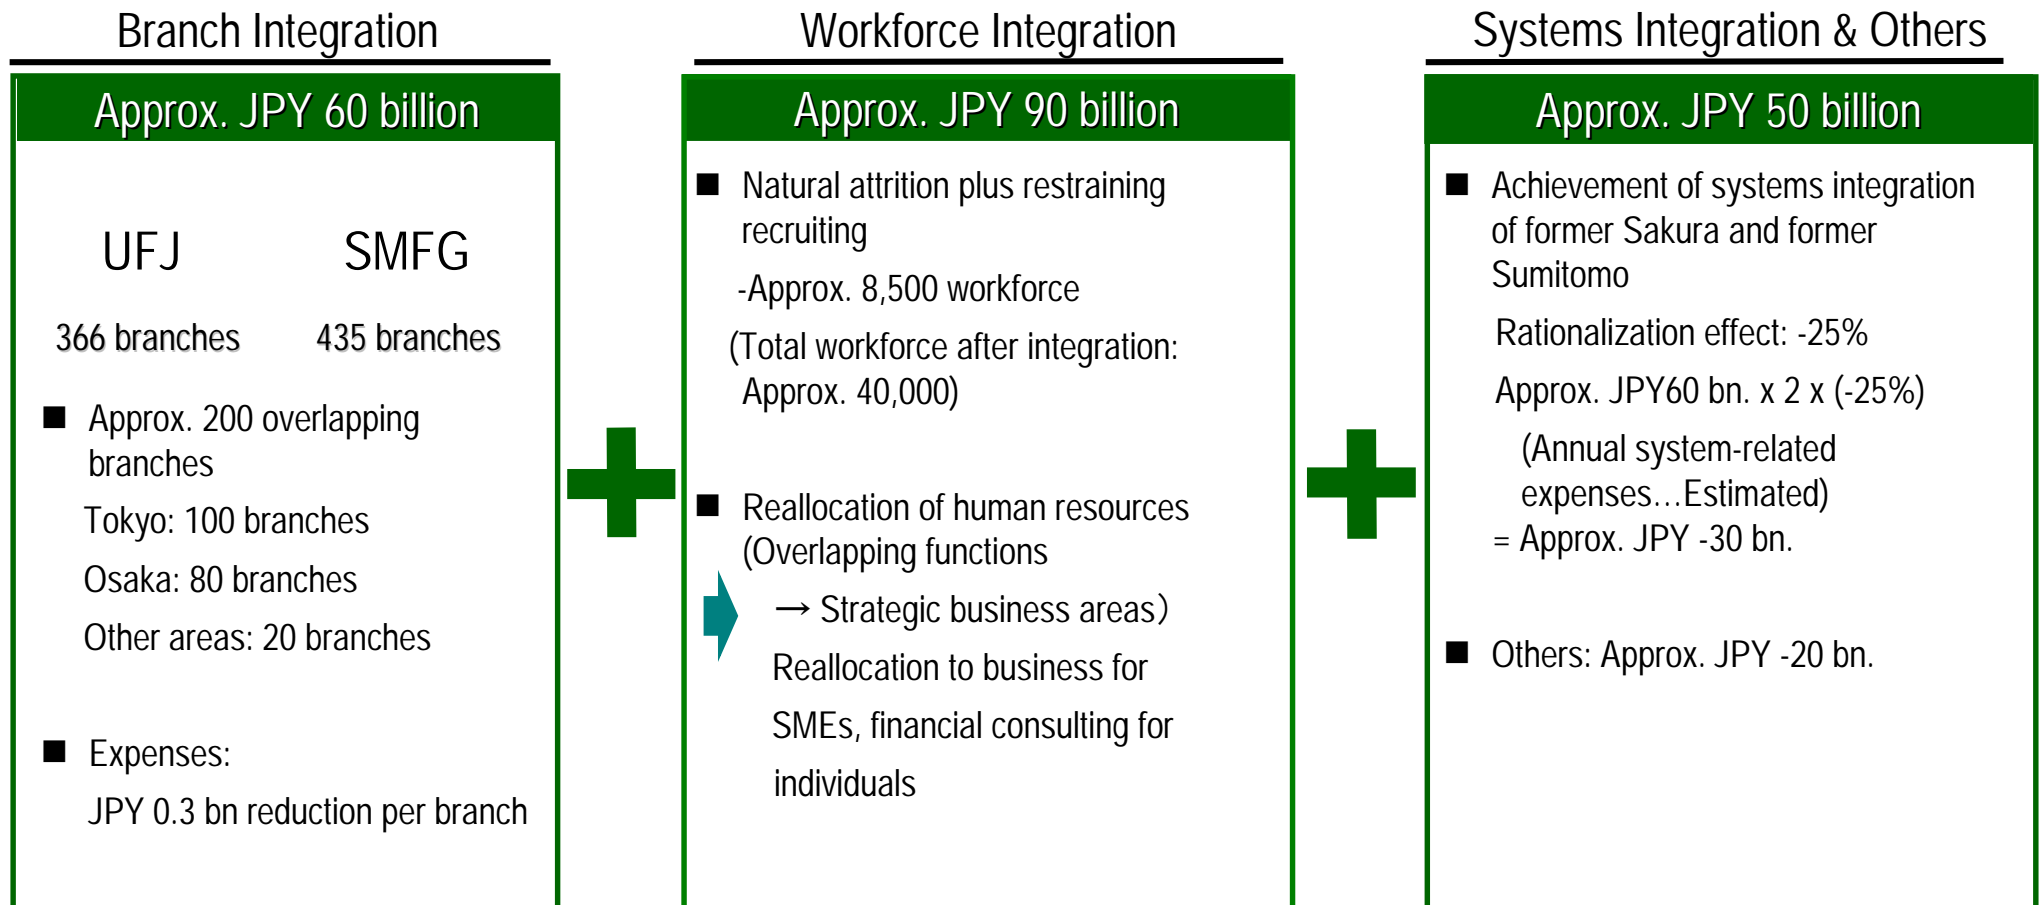 Branch Integration
Approx. JPY 60 billion
UFJ SMFG
366 branches 435 branches
■ Approx. 200 overlapping
branches
Tokyo: 100 branches
Osaka: 80 branches
Other areas: 20 branches
■ Expenses:
JPY 0.3 bn reduction per branch
Workforce Integration
Approx. JPY 90 billion
■ Natural attrition plus restraining
recruiting
-Approx. 8,500 workforce
(Total workforce after integration:
Approx. 40,000)
■ Reallocation of human resources
(Overlapping functions
→ Strategic business areas）
Reallocation to business for
SMEs, financial consulting for
individuals
Systems Integration & Others
Approx. JPY 50 billion
■ Achievement of systems integration
of former Sakura and former
Sumitomo
Rationalization effect: -25%
Approx. JPY60 bn. x 2 x (-25%)
(Annual system-related
expenses…Estimated)
= Approx. JPY -30 bn.
■ Others: Approx. JPY -20 bn.